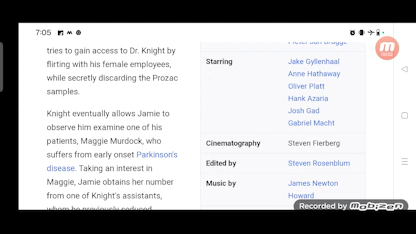 7:05
tries to gain access to Dr. Knight by
flirting with his female employees,
while secretly discarding the Prozac
samples.
Knight eventually allows Jamie to
observe him examine one of his
patients, Maggie Murdock, who
suffers from early onset Parkinson's
disease. Taking an interest in
Maggie, Jamie obtains her number
from one of Knight's assistants,
whom he previously seduced
Starring
Jake Gyllenhaal
Anne Hathaway
Oliver Platt
Hank Azaria
Josh Gad
Gabriel Macht
Cinematography
Steven Fierberg
Edited by
Steven Rosenblum
Music by
James Newton
Howard
Recorded by Mobizen